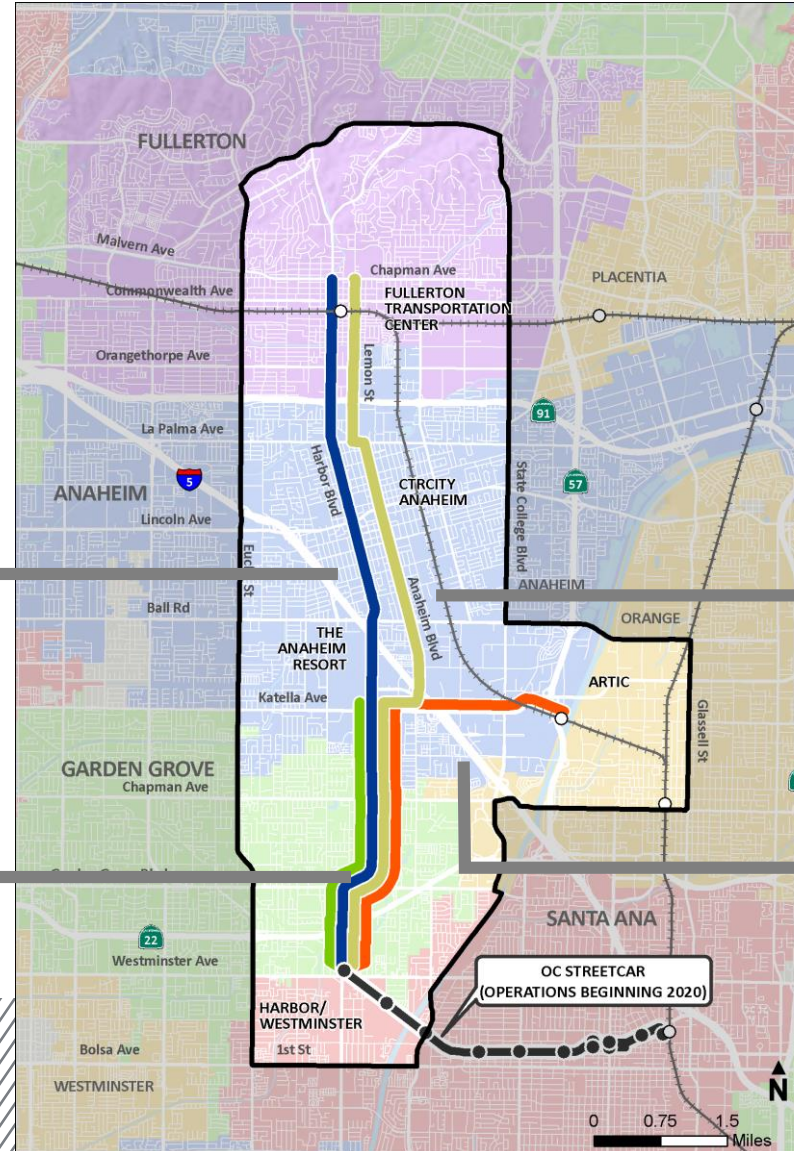 FULLERTON
Malvern Ave
Chapman Ave
PLACENTIA
Commonwealth Ave
FULLERTON
TRANSPORTATION
CENTER
Orangethorpe Ave
Lemon St
91
La Palma Ave
Harbor Blvd
State College Blvd
5
57
ANAHEIM
CTRCITY
ANAHEIM
Lincoln Ave
Euclid St
ANAHEIM
Ball Rd
ORANGE
THE
ANAHEIM
RESORT
Anaheim Blvd
ARTIC
Katella Ave
Glassell St
GARDEN GROVE
Chapman Ave
SANTA ANA
22
Westminster Ave
OC STREETCAR
(OPERATIONS BEGINNING 2020)
HARBOR/
WESTMINSTER
1st St
Bolsa Ave
WESTMINSTER
N
0 0.75 1.5
Miles